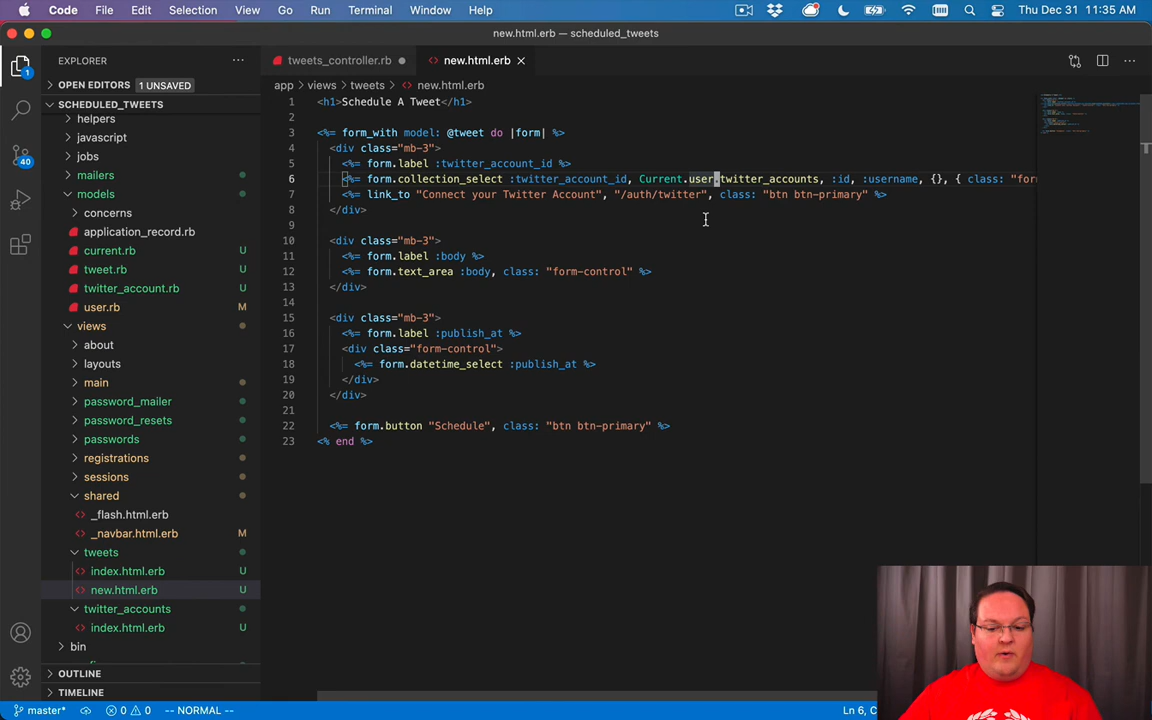 Code File Edit Selection View Go Run Terminal Window Help Thu Dec 31 11:35 AM
new.html.erb — scheduled_tweets
EXPLORER
tweets_controller.rb
new.html.erb
OPEN EDITORS 1 UNSAVED
app > views > tweets > new.html.erb
SCHEDULED_TWEETS
helpers
javascript
jobs
mailers
models
concerns
application_record.rb
current.rb U
tweet.rb U
twitter_account.rb U
user.rb M
views
about
layouts
main
password_mailer
password_resets
passwords
registrations
sessions
shared
_flash.html.erb
_navbar.html.erb M
tweets
index.html.erb U
new.html.erb U
twitter_accounts
index.html.erb U
bin
OUTLINE
TIMELINE
1
40
1 <h1>Schedule A Tweet</h1>
2
3 <%= form_with model: @tweet do |form| %>
4 <div class="mb-3">
5 <%= form.label :twitter_account_id %>
6 <%= form.collection_select :twitter_account_id, Current.user.twitter_accounts, :id, :username, {}, { class: "for
7 <%= link_to "Connect your Twitter Account", "/auth/twitter", class: "btn btn-primary" %>
8 </div>
9
10 <div class="mb-3">
11 <%= form.label :body %>
12 <%= form.text_area :body, class: "form-control" %>
13 </div>
14
15 <div class="mb-3">
16 <%= form.label :publish_at %>
17 <div class="form-control">
18 <%= form.datetime_select :publish_at %>
19 </div>
20 </div>
21
22 <%= form.button "Schedule", class: "btn btn-primary" %>
23 <% end %>
master* 0 0 -- NORMAL -- Ln 6, C